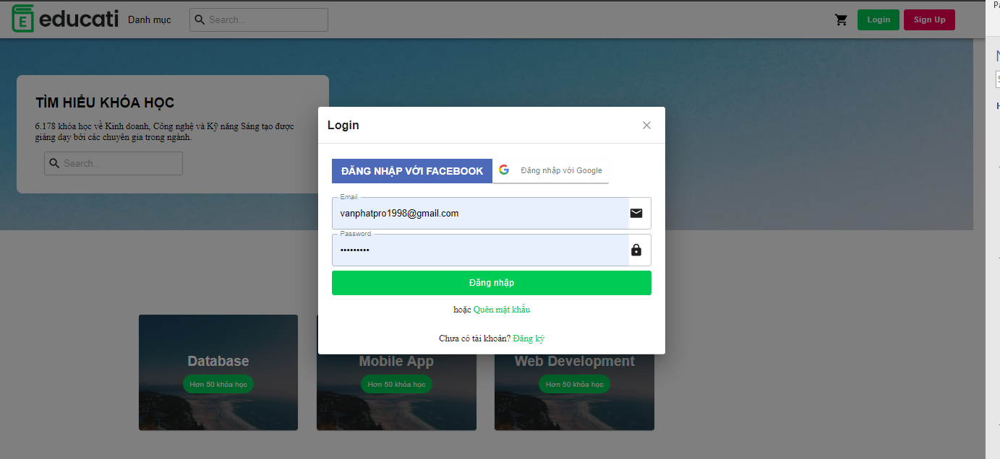 educati
Danh mục
Search...
Login
Sign Up
TÌM HIỂU KHÓA HỌC
6.178 khóa học về Kinh doanh, Công nghệ và Kỹ năng Sáng tạo được
giảng dạy bởi các chuyên gia trong ngành.
Search...
Login
ĐĂNG NHẬP VỚI FACEBOOK
Đăng nhập với Google
Email
vanphatpro1998@gmail.com
Password
•••••••••
Đăng nhập
hoặc Quên mật khẩu
Chưa có tài khoản? Đăng ký
Database
Hơn 50 khóa học
Mobile App
Hơn 50 khóa học
Web Development
Hơn 50 khóa học